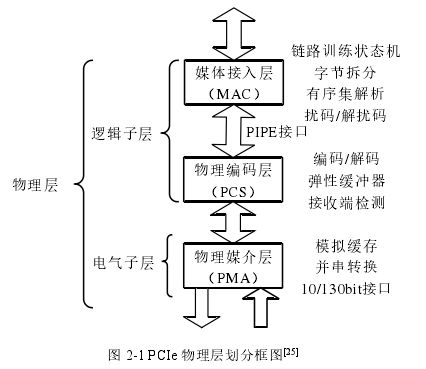 链路训练状态机
媒体接入层
（MAC）
字节拆分
有序集解析
扰码/解扰码
逻辑子层
PIPE接口
物理层
物理编码层
（PCS）
编码/解码
弹性缓冲器
接收端检测
电气子层
物理媒介层
（PMA）
模拟缓存
并串转换
10/130bit接口
图 2-1 PCIe 物理层划分框图[25]